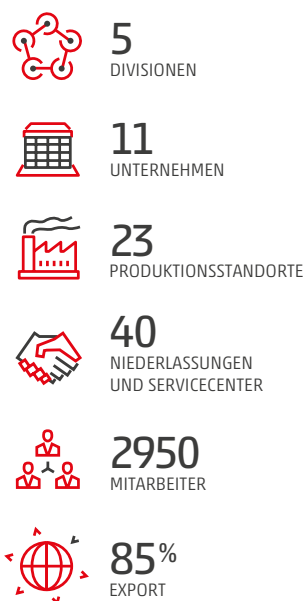 5
DIVISIONEN
11
UNTERNEHMEN
23
PRODUKTIONSSTANDORTE
40
NIEDERLASSUNGEN
UND SERVICECENTER
2950
MITARBEITER
85%
EXPORT